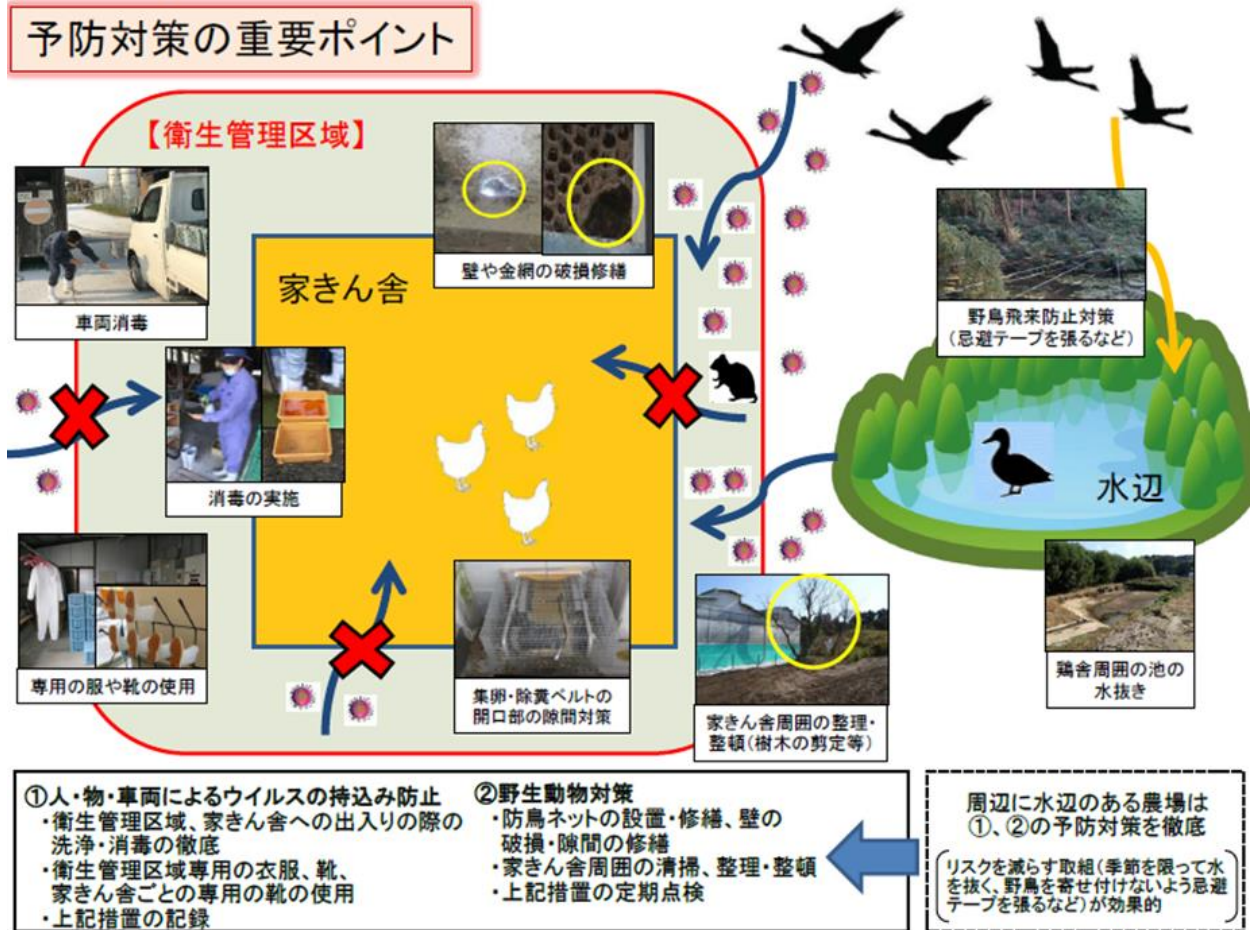 予防対策の重要ポイント
【衛生管理区域】
車両消毒
壁や金網の破損修繕
家きん舎
野鳥飛来防止対策
（忌避テープを張るなど）
消毒の実施
水辺
専用の服や靴の使用
集卵・除糞ベルトの
開口部の隙間対策
家きん舎周囲の整理・
整頓（樹木の剪定等）
鶏舎周囲の池の
水抜き
①人・物・車両によるウイルスの持込み防止
・衛生管理区域、家きん舎への出入りの際の
洗浄・消毒の徹底
・衛生管理区域専用の衣服、靴、
家きん舎ごとの専用の靴の使用
・上記措置の記録
②野生動物対策
・防鳥ネットの設置・修繕、壁の
破損・隙間の修繕
・家きん舎周囲の清掃、整理・整頓
・上記措置の定期点検
周辺に水辺のある農場は
①、②の予防対策を徹底
リスクを減らす取組（季節を限って水
を抜く、野鳥を寄せ付けないよう忌避
テープを張るなど）が効果的